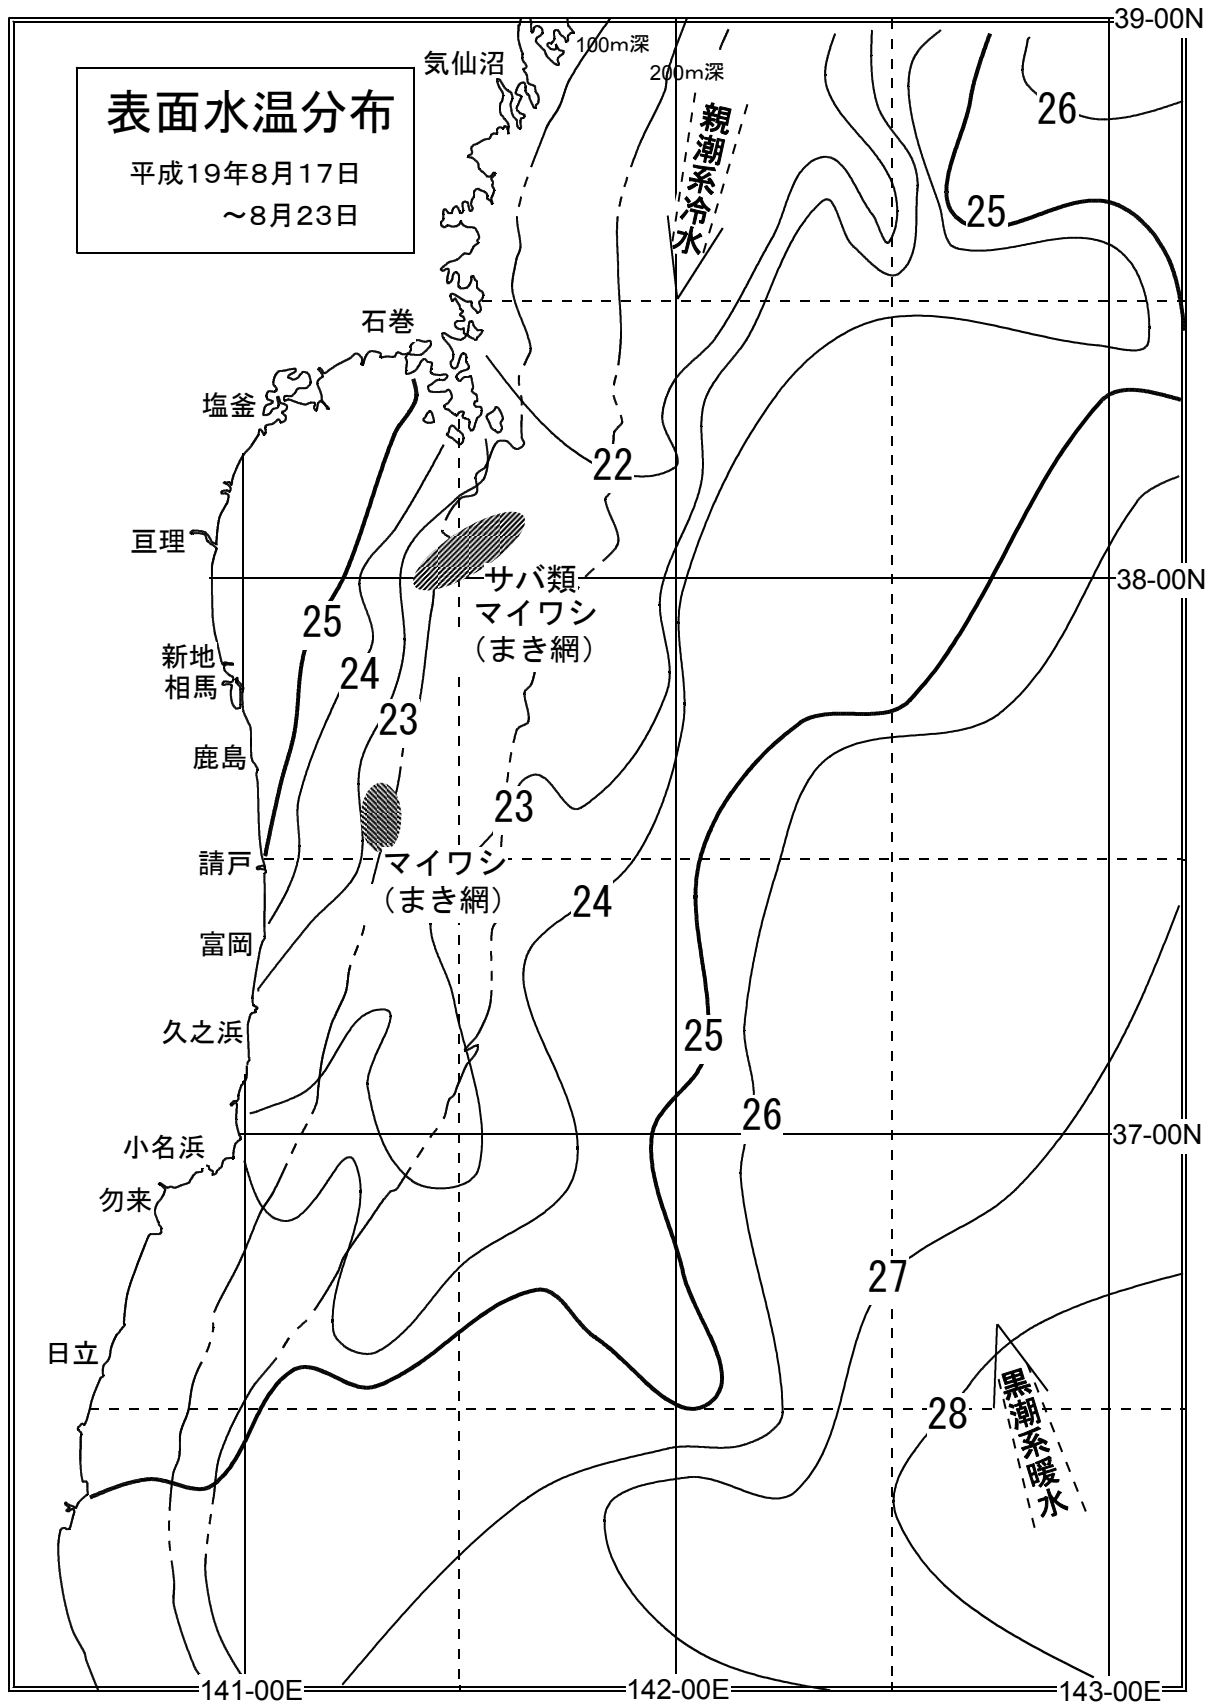 39-00N
100m深
気仙沼
200m深
26
表面水温分布
平成19年8月17日
～8月23日
親潮系冷水
25
石巻
塩釜
22
亘理
サバ類
マイワシ
（まき網）
38-00N
25
新地
相馬
24
23
鹿島
23
請戸
マイワシ
（まき網）
24
富岡
久之浜
25
26
小名浜
37-00N
勿来
27
日立
黒潮系暖水
28
141-00E
142-00E
143-00E